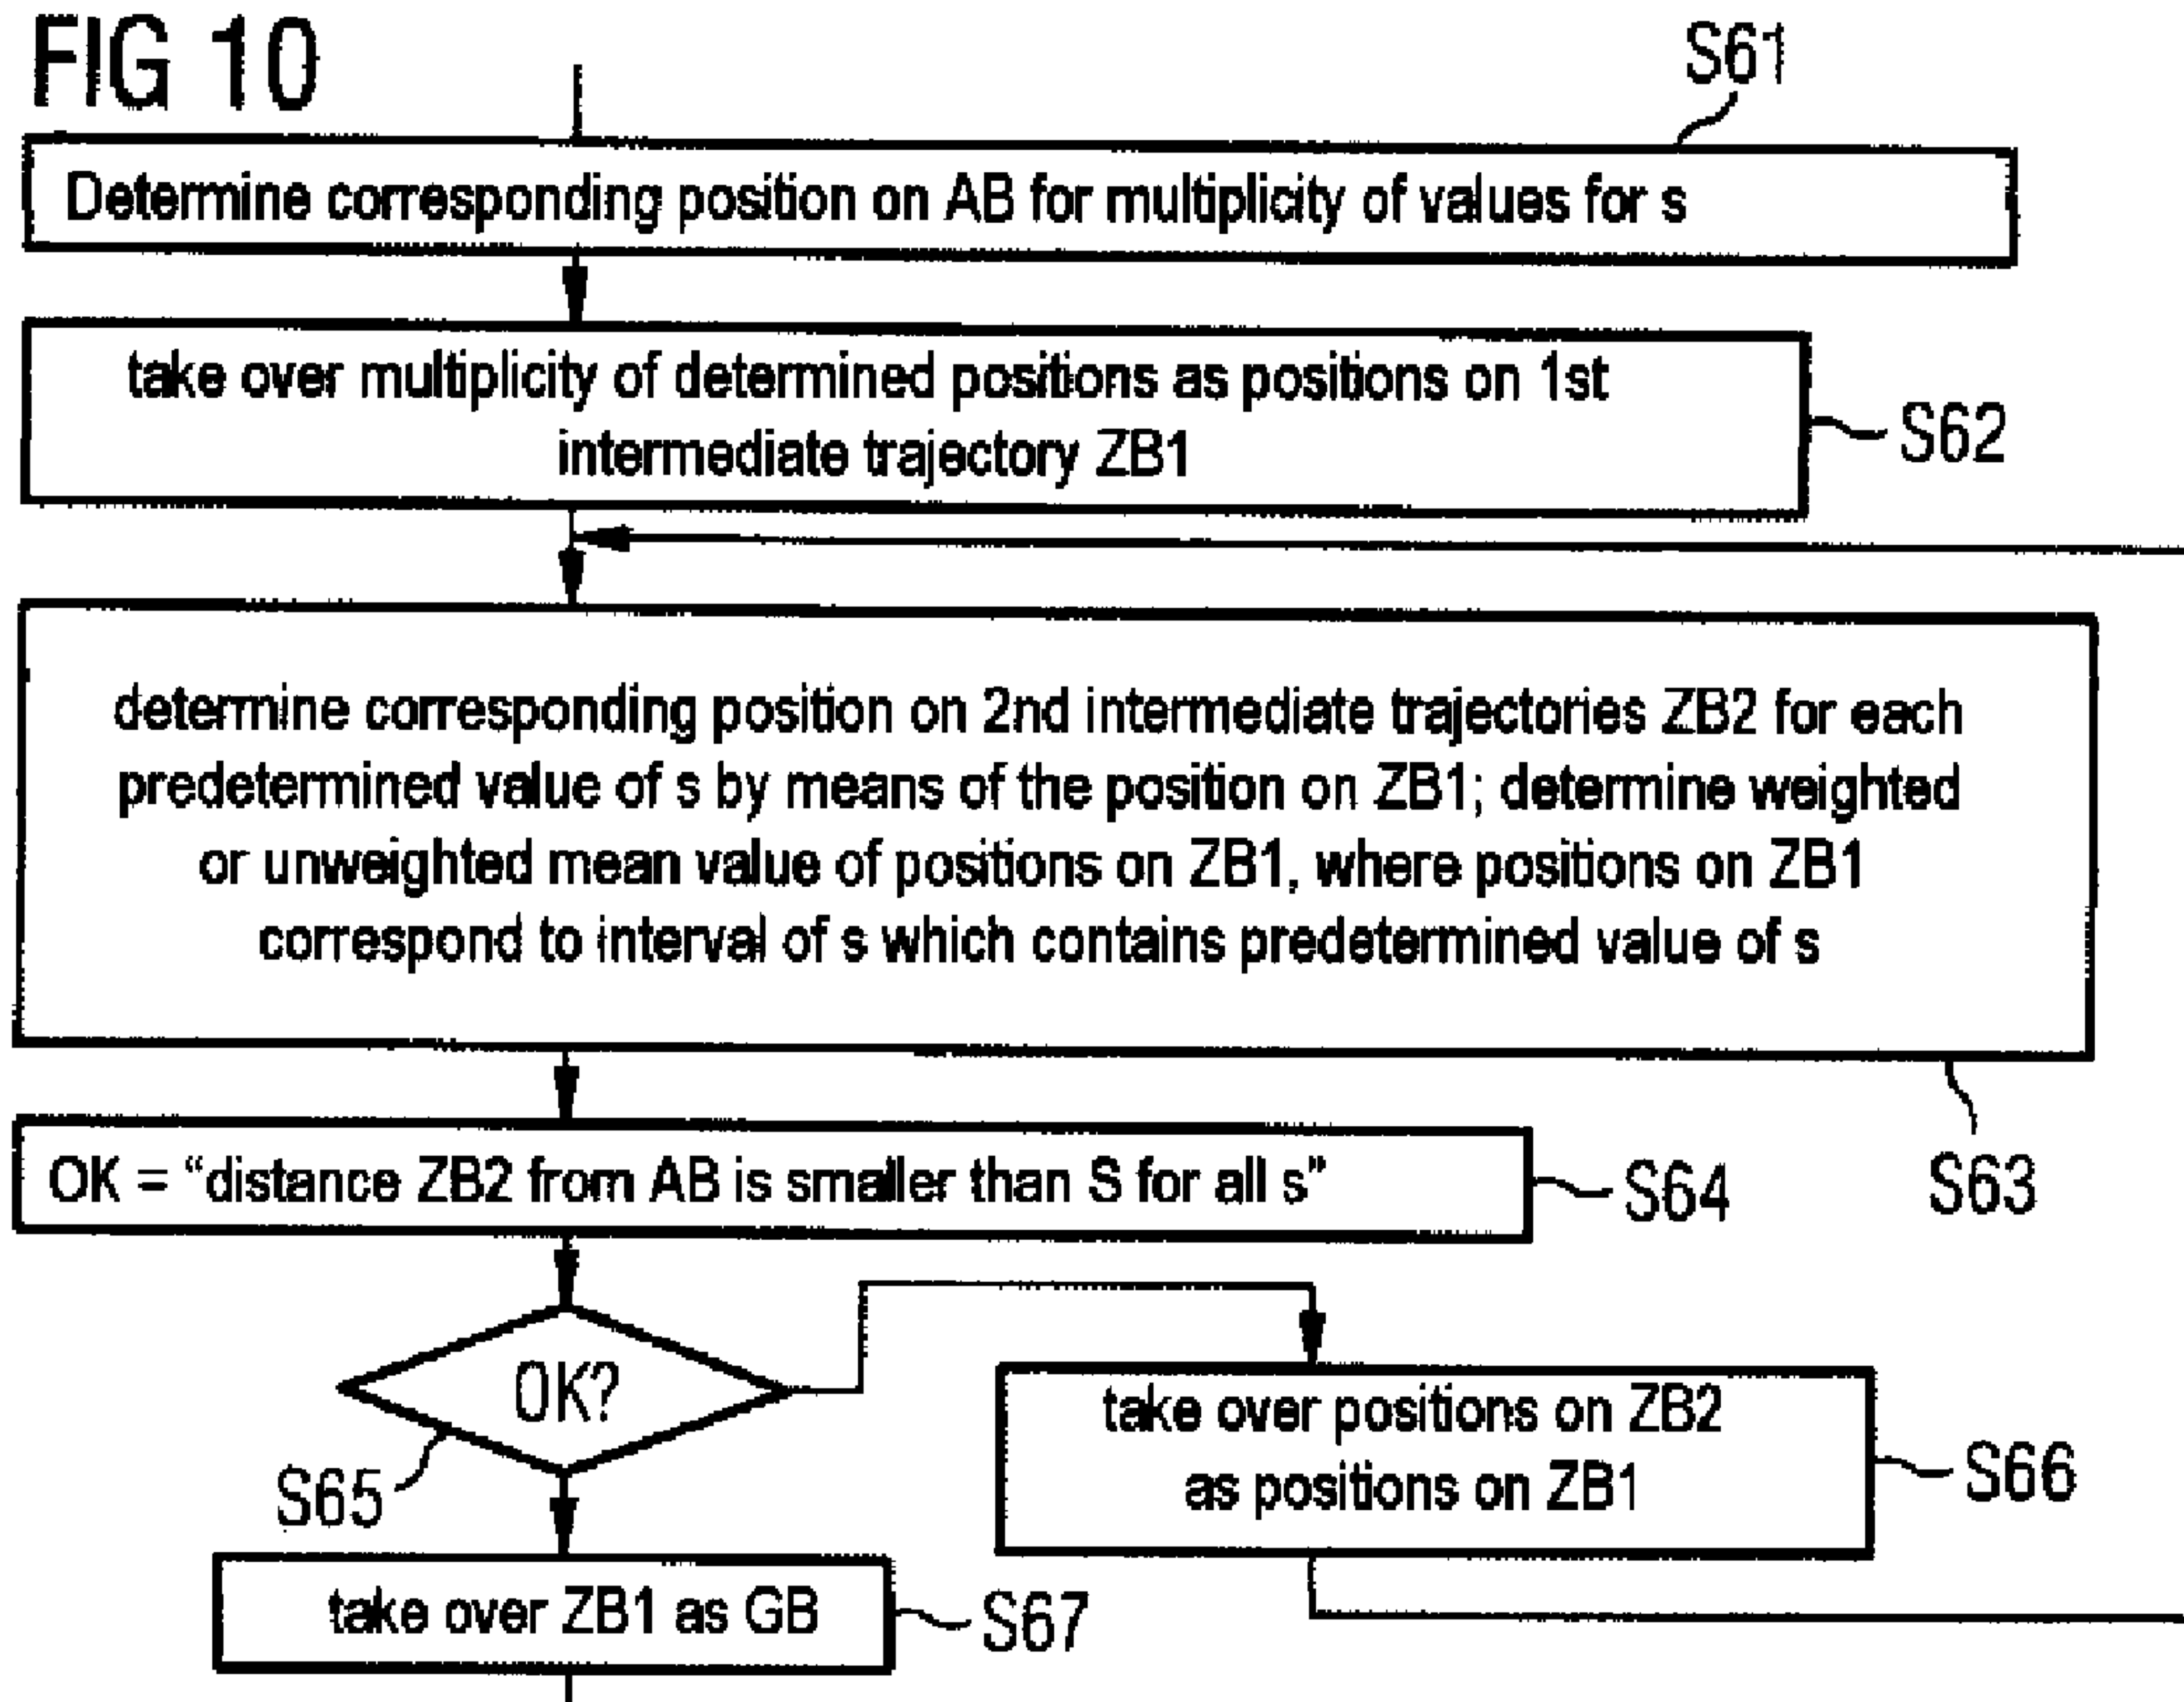 FIG 10
S61
Determine corresponding position on AB for multiplicity of values for s
take over multiplicity of determined positions as positions on 1st
intermediate trajectory ZB1
S62
determine corresponding position on 2nd intermediate trajectories ZB2 for each
predetermined value of s by means of the position on ZB1; determine weighted
or unweighted mean value of positions on ZB1, where positions on ZB1
correspond to interval of s which contains predetermined value of s
S63
OK = “distance ZB2 from AB is smaller than S for all s”
S64
OK?
S65
take over positions on ZB2
as positions on ZB1
S66
take over ZB1 as GB
S67